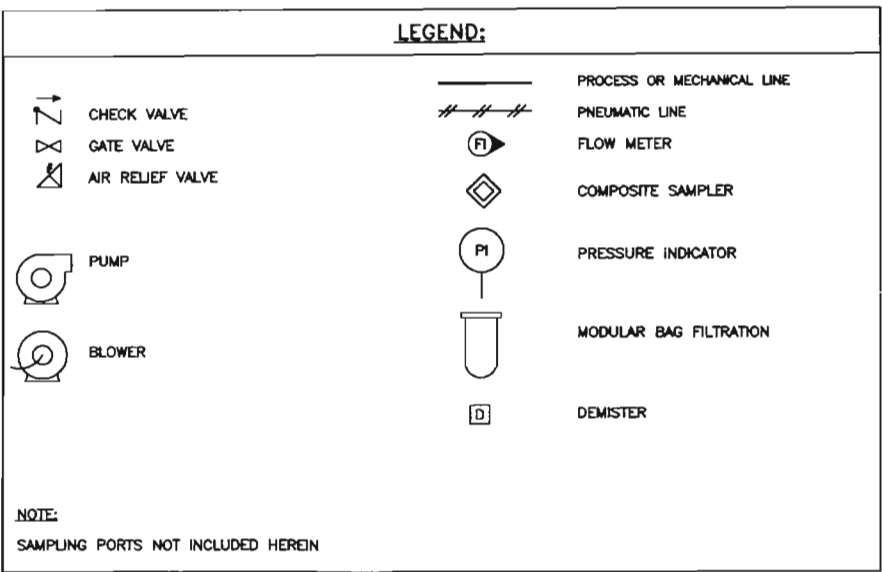 LEGEND:
CHECK VALVE
GATE VALVE
AIR RELIEF VALVE
PUMP
BLOWER
PROCESS OR MECHANICAL LINE
PNEUMATIC LINE
FI FLOW METER
COMPOSITE SAMPLER
PI PRESSURE INDICATOR
MODULAR BAG FILTRATION
D DEMISTER
NOTE:
SAMPLING PORTS NOT INCLUDED HEREIN